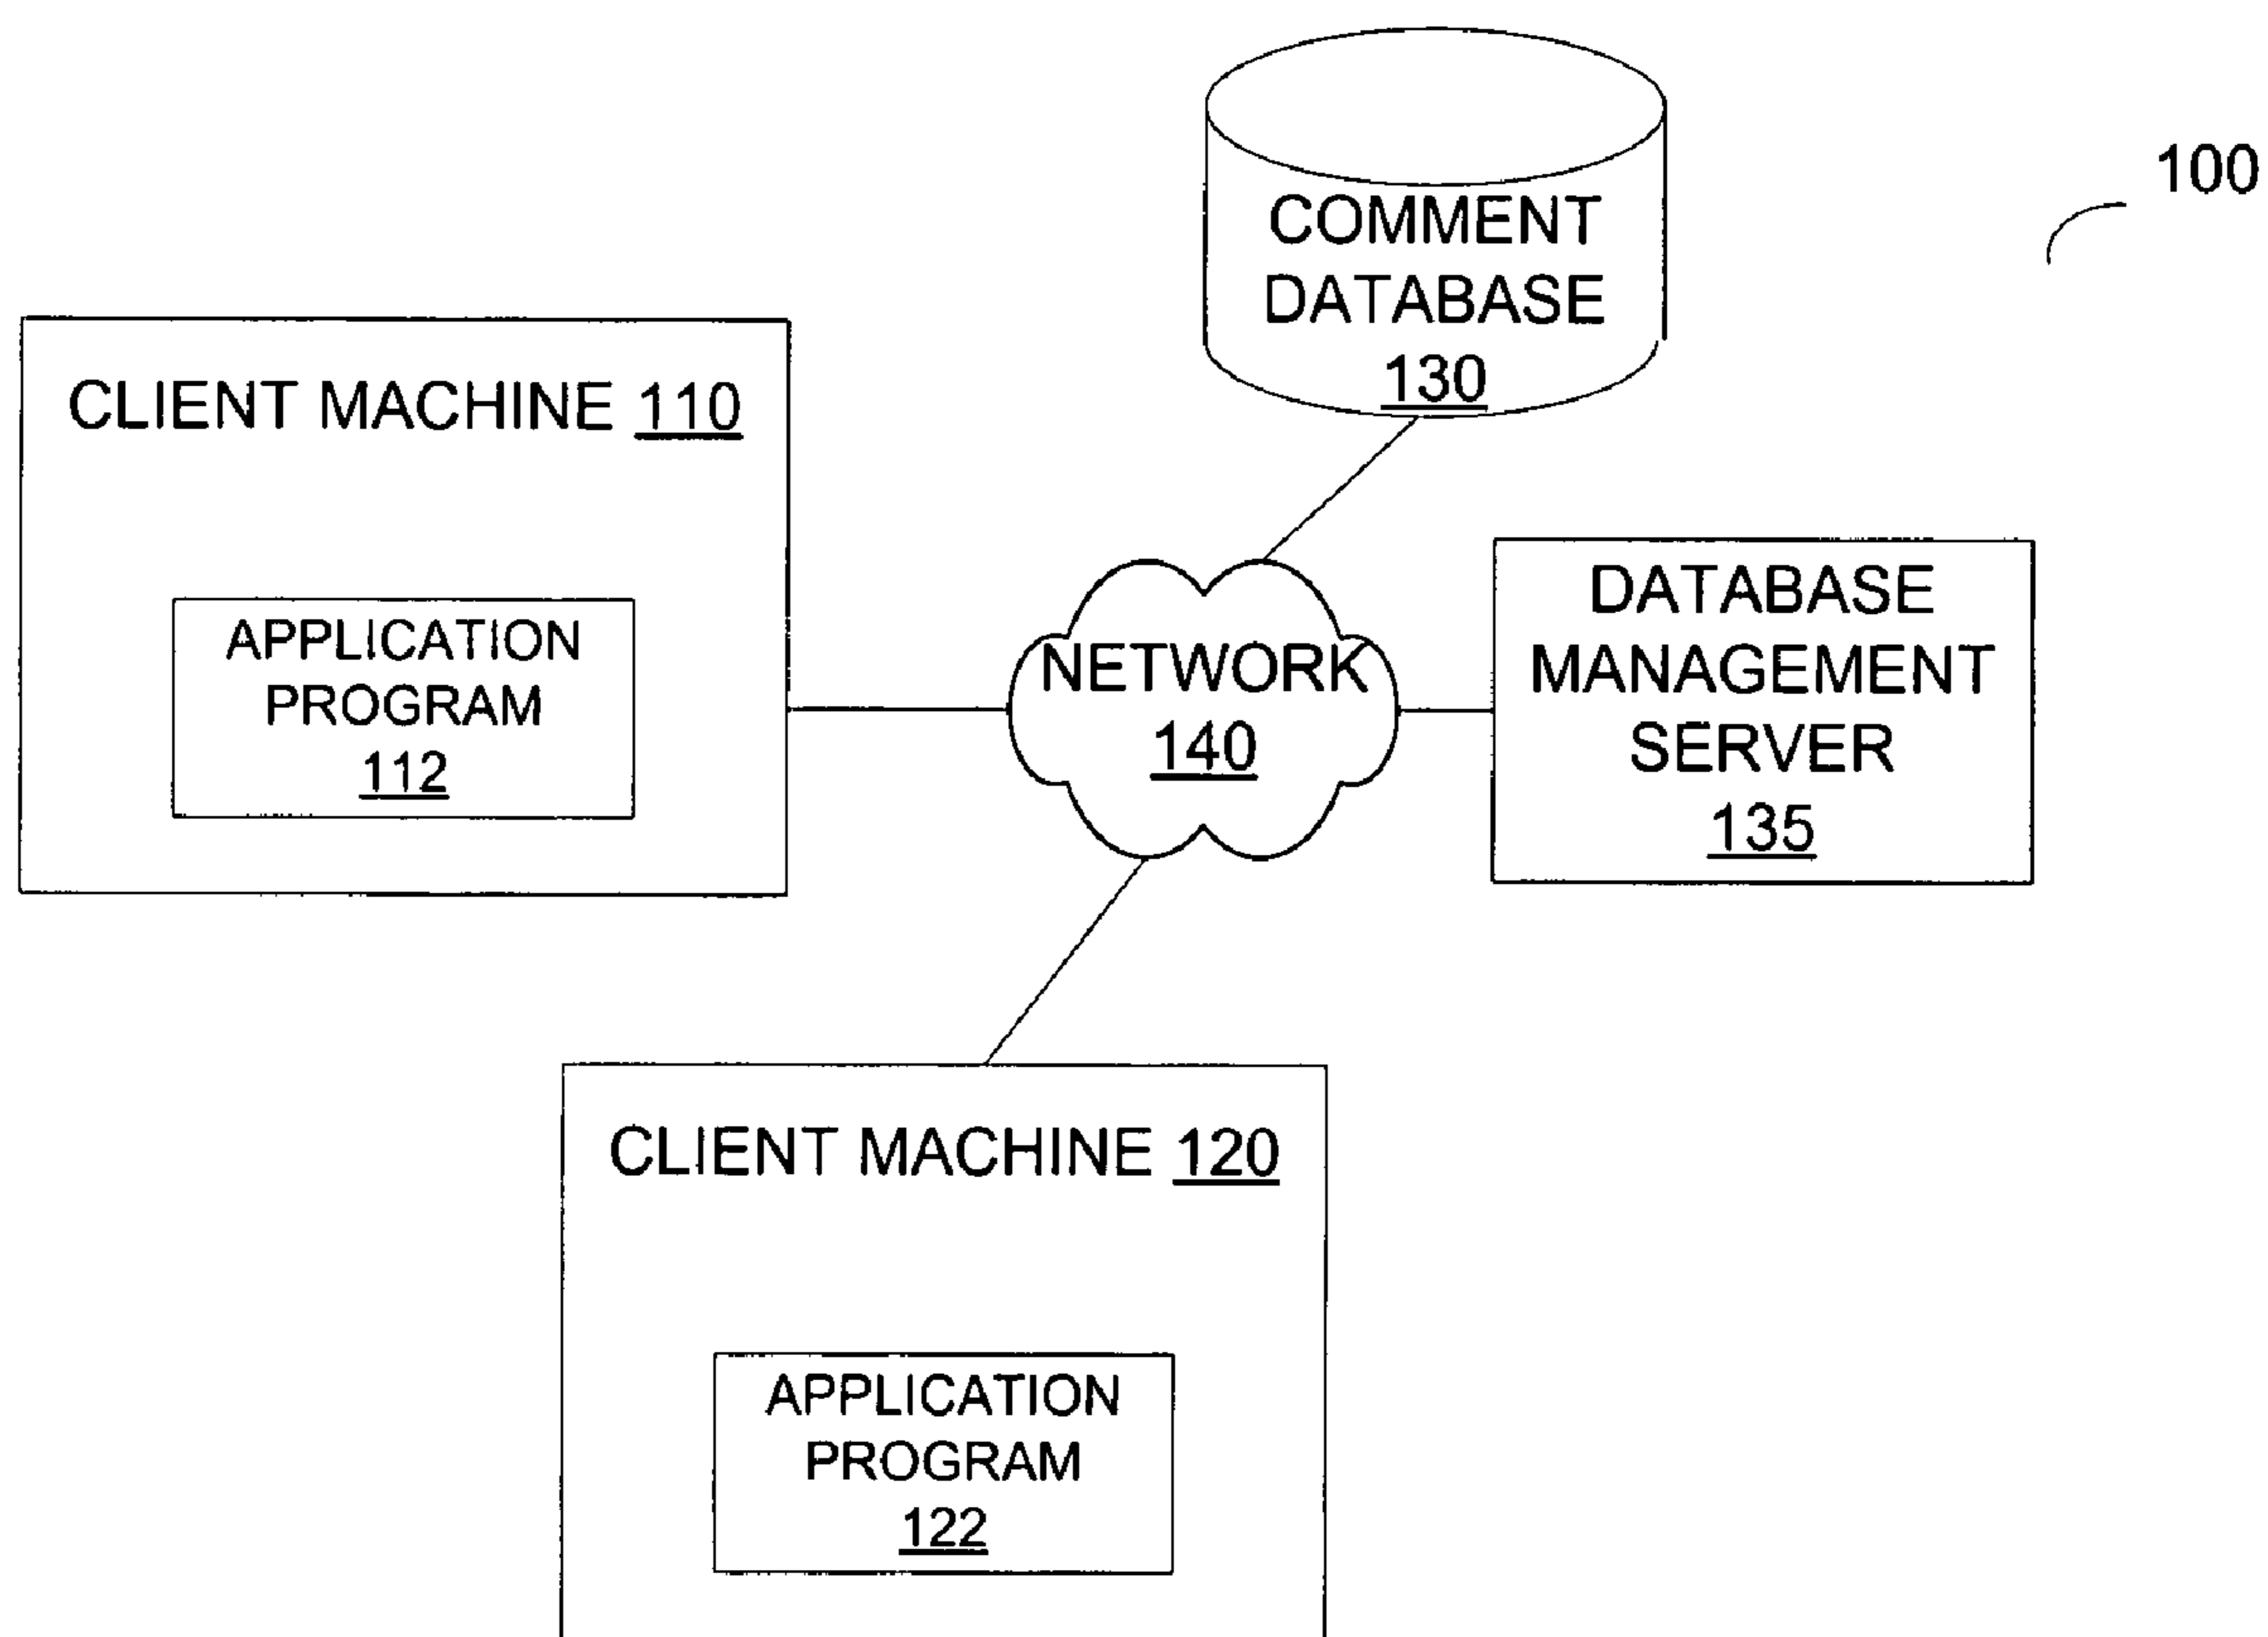 100
COMMENT
DATABASE
130
CLIENT MACHINE 110
APPLICATION
PROGRAM
112
NETWORK
140
DATABASE
MANAGEMENT
SERVER
135
CLIENT MACHINE 120
APPLICATION
PROGRAM
122